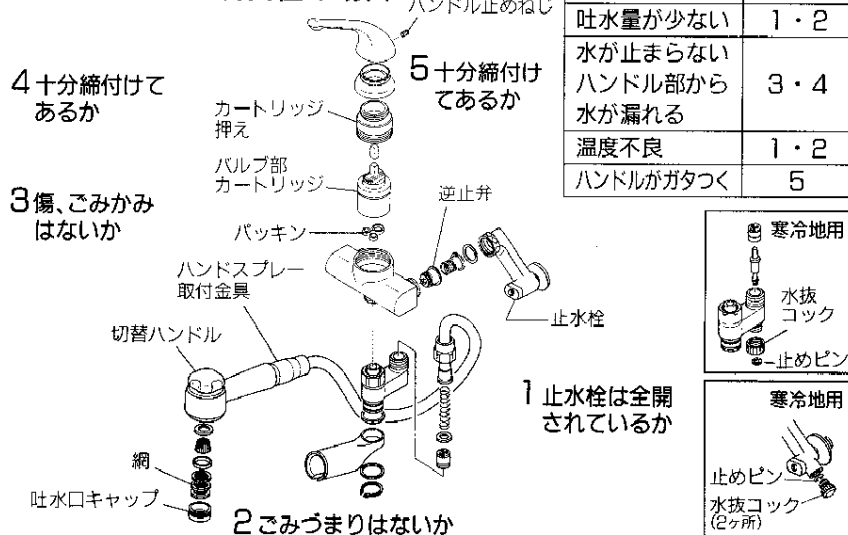 ハンドル止めねじ
4 十分締付けて
あるか
5 十分締付け
てあるか
カートリッジ
押え
バルブ部
カートリッジ
3 傷、ごみかみ
はないか
逆止弁
パッキン
ハンドスプレー
取付金具
止水栓
切替ハンドル
1 止水栓は全開
されているか
網
吐水口キャップ
2 ごみづまりはないか
吐水量が少ない 1・2
水が止まらない
ハンドル部から 3・4
水が漏れる
温度不良 1・2
ハンドルがガタつく 5
寒冷地用
水抜
コック
止めピン
寒冷地用
止めピン
水抜コック
(2ヶ所)